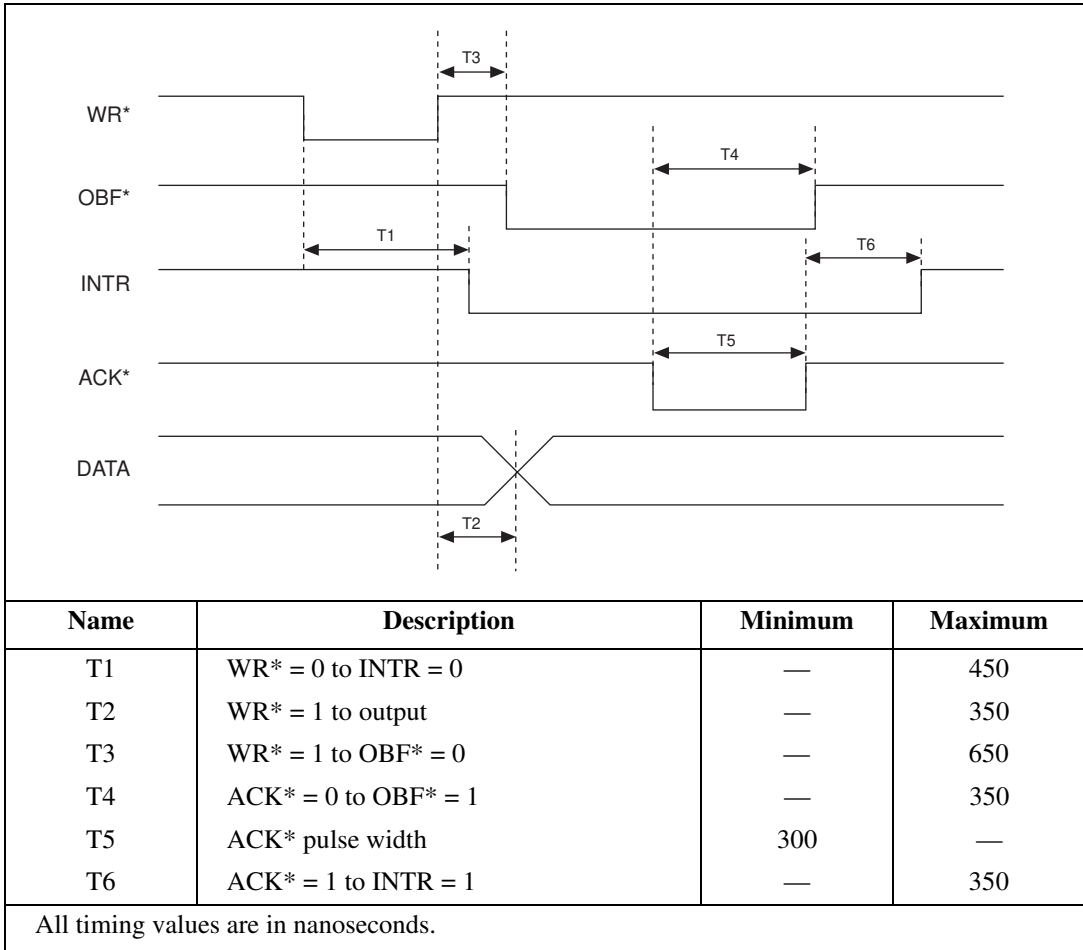 T3
WR*
T4
OBF*
T1
T6
INTR
T5
ACK*
DATA
T2
Name Description Minimum Maximum
T1 WR* = 0 to INTR = 0 — 450
T2 WR* = 1 to output — 350
T3 WR* = 1 to OBF* = 0 — 650
T4 ACK* = 0 to OBF* = 1 — 350
T5 ACK* pulse width 300 —
T6 ACK* = 1 to INTR = 1 — 350
All timing values are in nanoseconds.